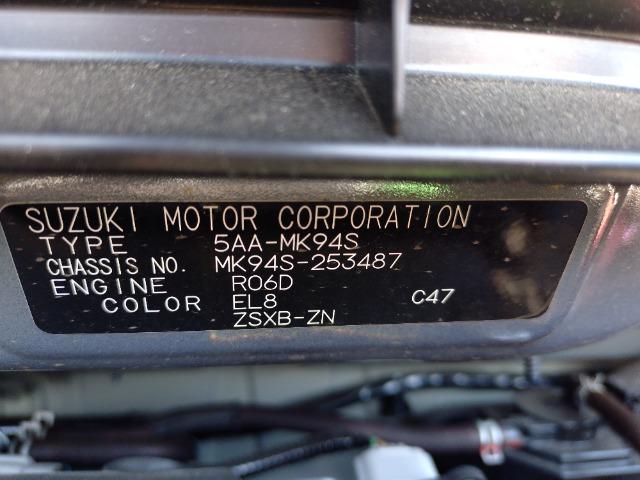 SUZUKI MOTOR CORPORATION
TYPE 5AA-MK94S
CHASSIS NO. MK94S-253487
ENGINE R06D
COLOR EL8 C47
ZSXB-ZN